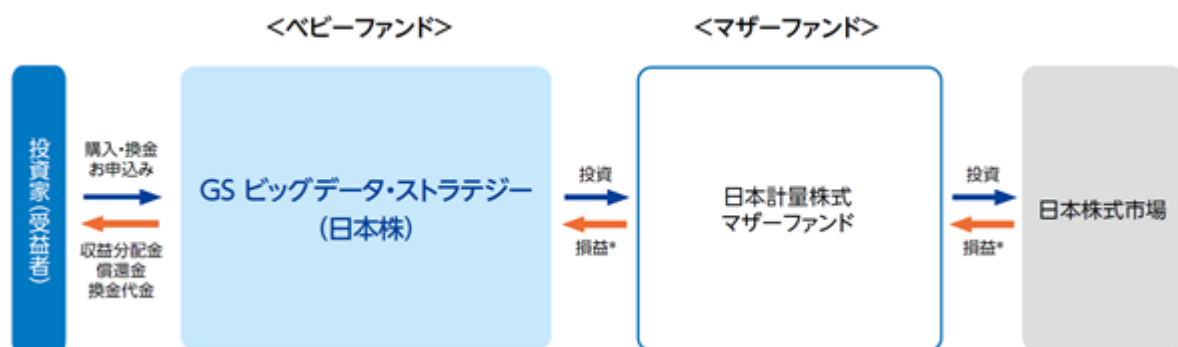 <ベビーファンド>
<マザーファンド>
投資家(受益者)
購入・換金
お申込み
収益分配金
償還金
換金代金
GS ビッグデータ・ストラテジー
(日本株)
投資
損益*
日本計量株式
マザーファンド
投資
損益*
日本株式市場